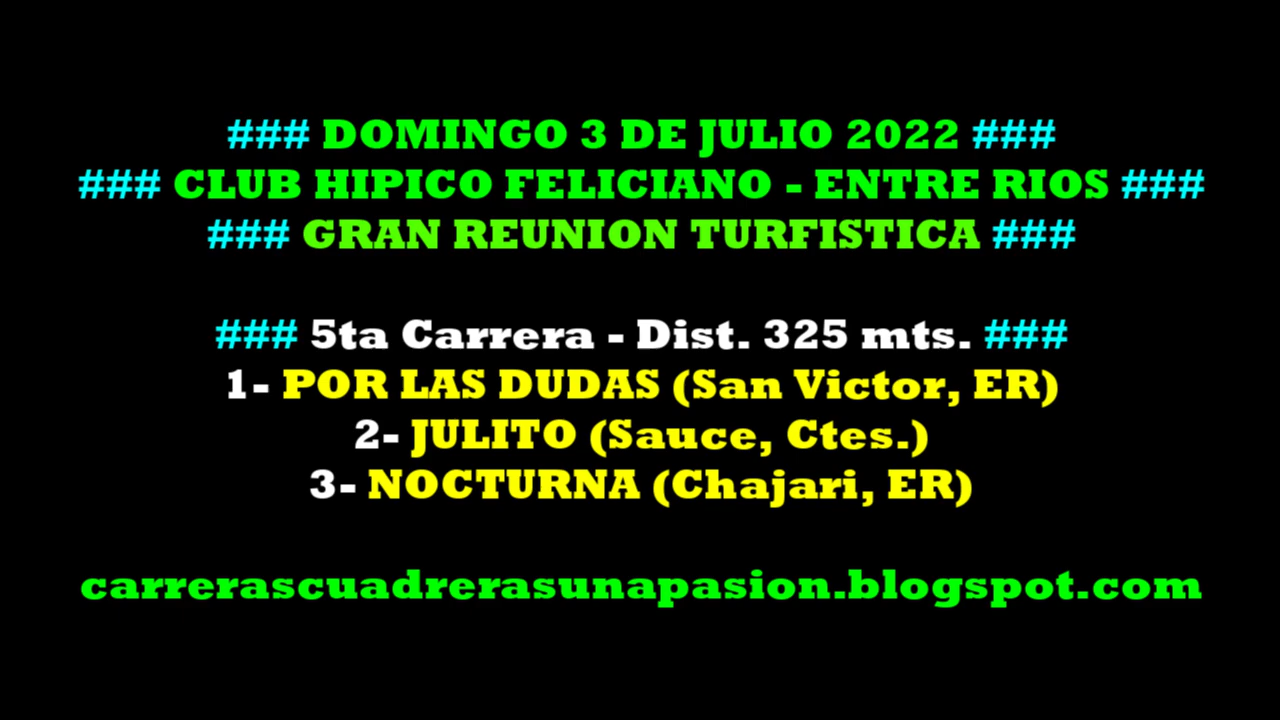 ### DOMINGO 3 DE JULIO 2022 ###
### CLUB HIPICO FELICIANO - ENTRE RIOS ###
### GRAN REUNION TURFISTICA ###
### 5ta Carrera - Dist. 325 mts. ###
1- POR LAS DUDAS (San Victor, ER)
2- JULITO (Sauce, Ctes.)
3- NOCTURNA (Chajari, ER)
carrerascuadrerasunapasion.blogspot.com